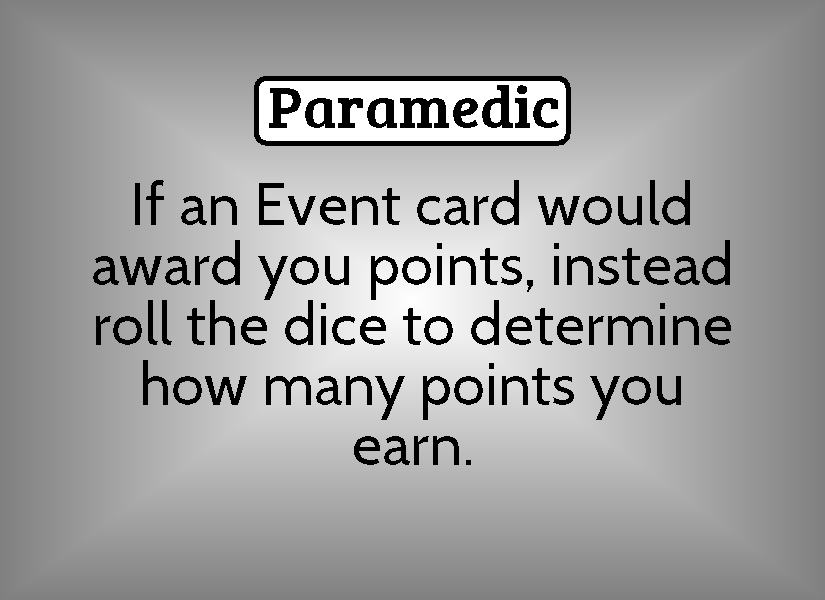 Paramedic
If an Event card would
award you points, instead
roll the dice to determine
how many points you
earn.